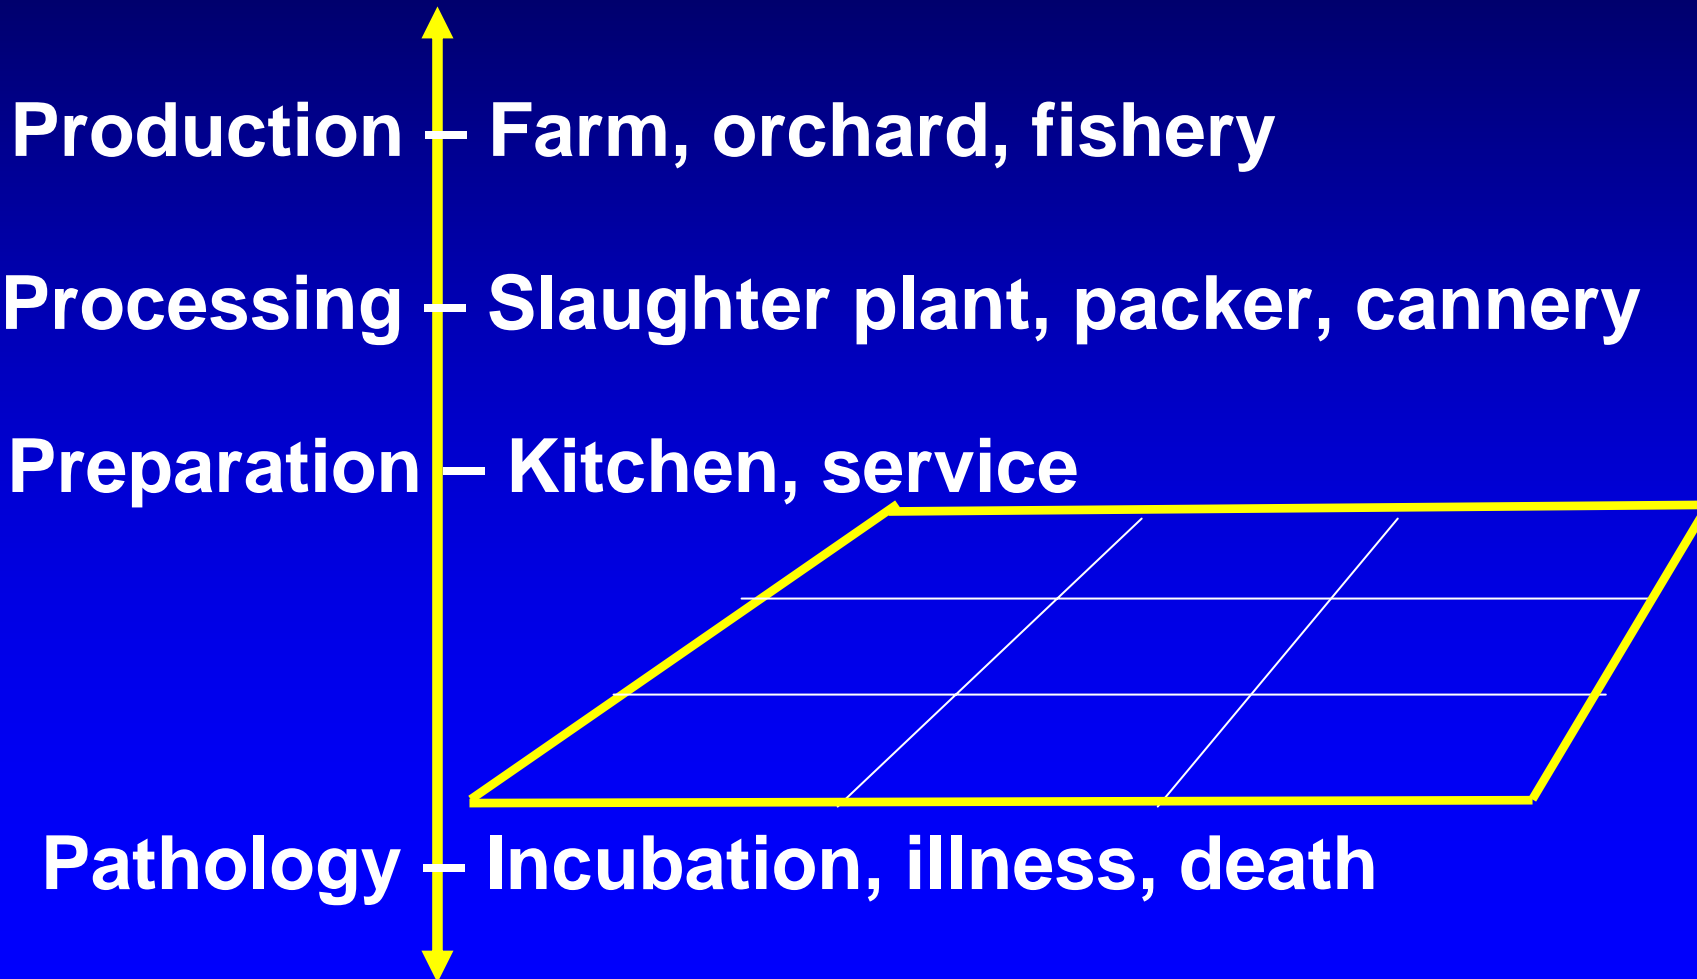 Production – Farm, orchard, fishery
Processing – Slaughter plant, packer, cannery
Preparation – Kitchen, service
Pathology – Incubation, illness, death